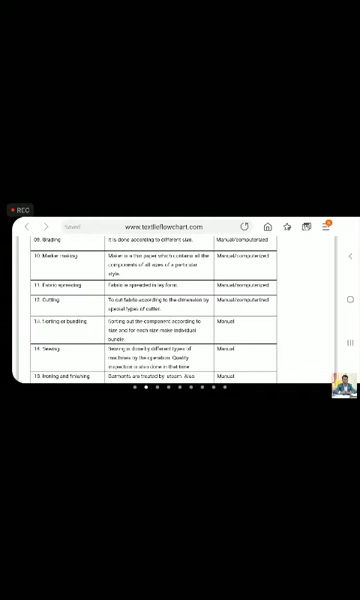 REC
Saved
www.textileflowchart.com
09. Grading
It is done according to different size.
Manual/computerized
10. Marker making
Maker is a thin paper which contains all the
components of all sizes of a particular
style.
Manual/computerized
11. Fabric spreading
Fabric is spreaded in lay form.
Manual/computerized
12. Cutting
To cut fabric according to the dimension by
special types of cutter.
Manual/computerized
13. Sorting or bundling
Sorting out the component according to
size and for each size make individual
bundle.
Manual
14. Sewing
Sewing is done by different types of
machines by the operators. Quality
inspection is also done in that time
Manual
15. Ironing and finishing
Garments are treated by steam. Also
Manual